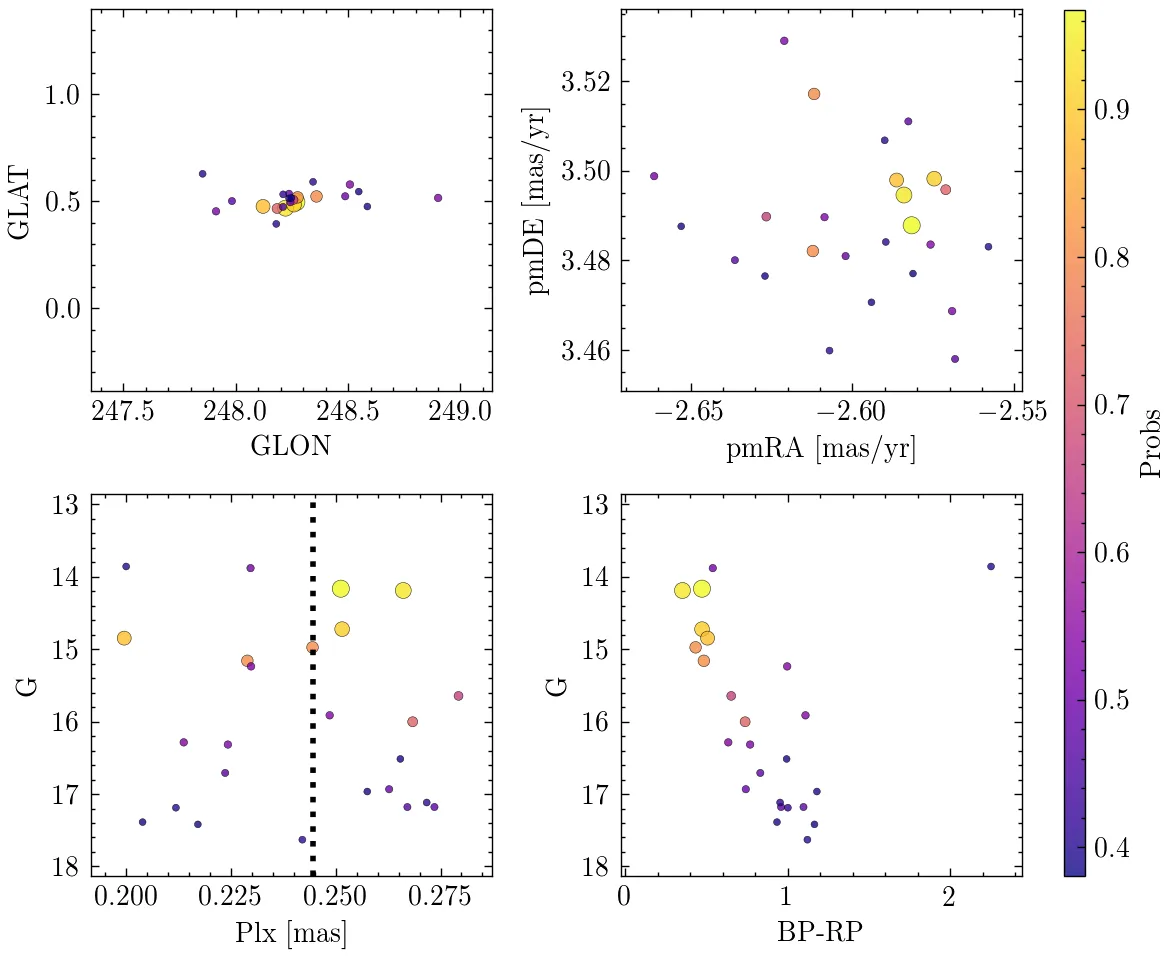 1.0
0.5
0.0
GLAT
247.5 248.0 248.5 249.0
GLON
3.52
3.50
3.48
3.46
pmDE [mas/yr]
−2.65 −2.60 −2.55
pmRA [mas/yr]
13
14
15
16
17
18
G
0.200 0.225 0.250 0.275
Plx [mas]
13
14
15
16
17
18
G
0 1 2
BP-RP
0.9
0.8
0.7
0.6
0.5
0.4
Probs